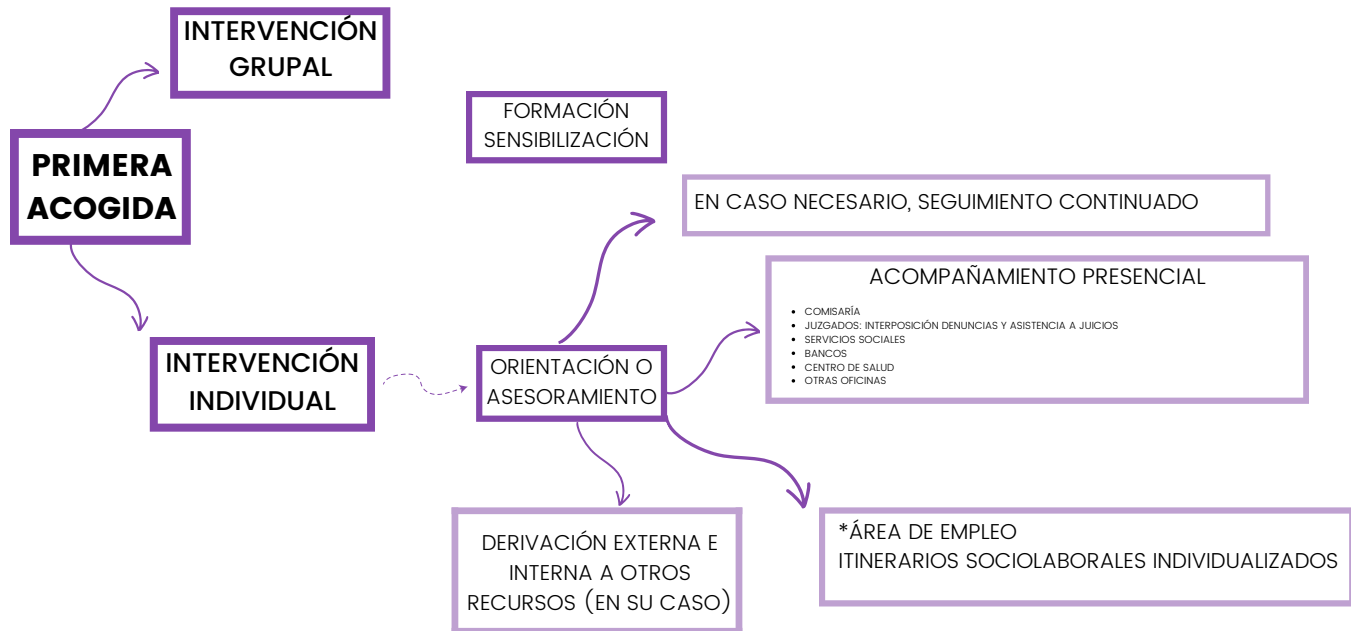 INTERVENCIÓN
GRUPAL
PRIMERA
ACOGIDA
FORMACIÓN
SENSIBILIZACIÓN
EN CASO NECESARIO, SEGUIMIENTO CONTINUADO
ACOMPAÑAMIENTO PRESENCIAL
• COMISARÍA
• JUZGADOS: INTERPOSICIÓN DENUNCIAS Y ASISTENCIA A JUICIOS
• SERVICIOS SOCIALES
• BANCOS
• CENTRO DE SALUD
• OTRAS OFICINAS
INTERVENCIÓN
INDIVIDUAL
ORIENTACIÓN O
ASESORAMIENTO
DERIVACIÓN EXTERNA E
INTERNA A OTROS
RECURSOS (EN SU CASO)
*ÁREA DE EMPLEO
ITINERARIOS SOCIOLABORALES INDIVIDUALIZADOS